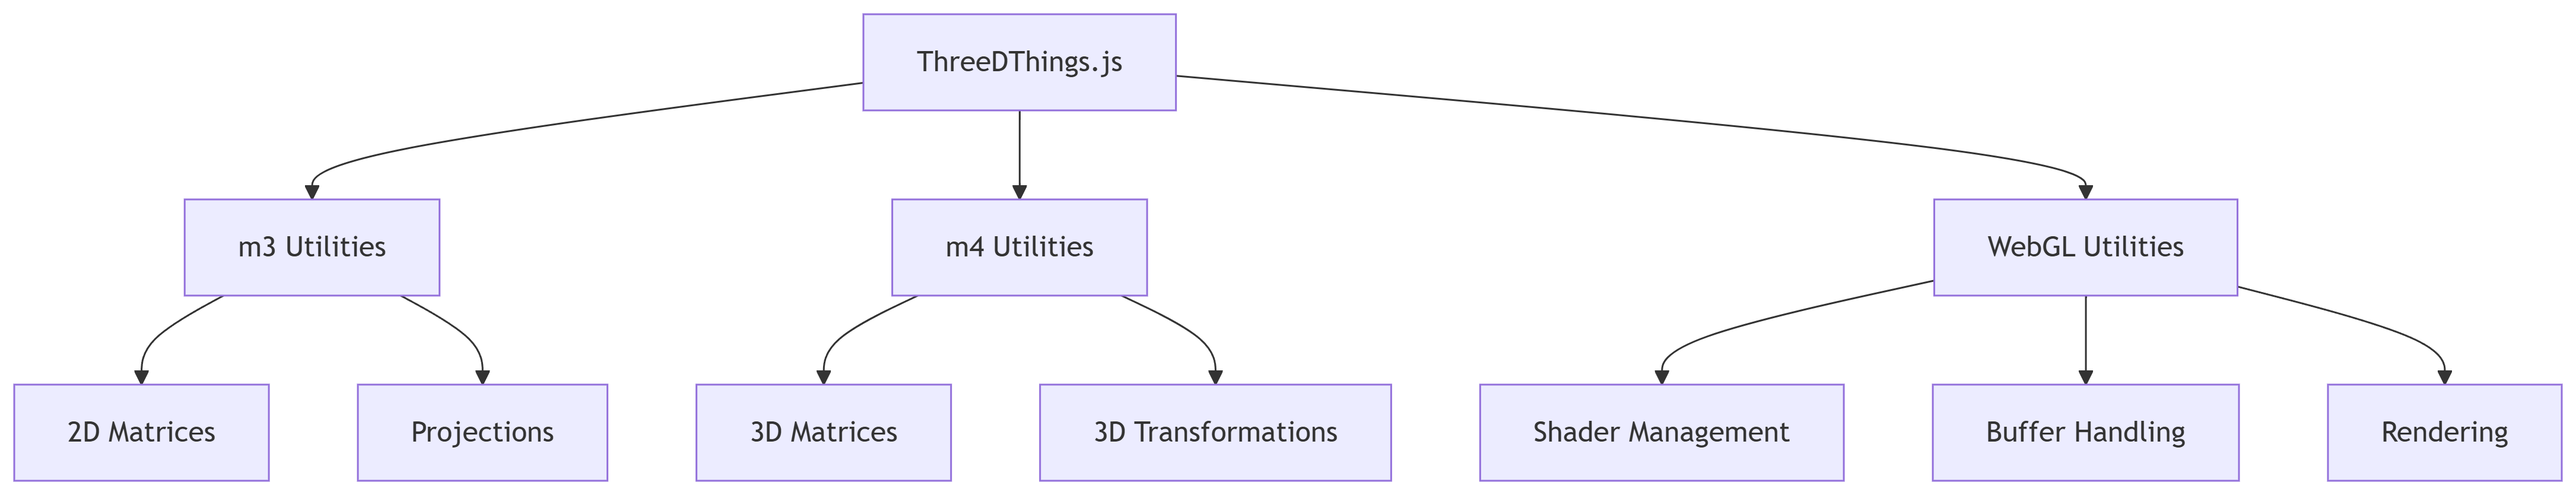 ThreeDThings.js
m3 Utilities
m4 Utilities
WebGL Utilities
2D Matrices
Projections
3D Matrices
3D Transformations
Shader Management
Buffer Handling
Rendering